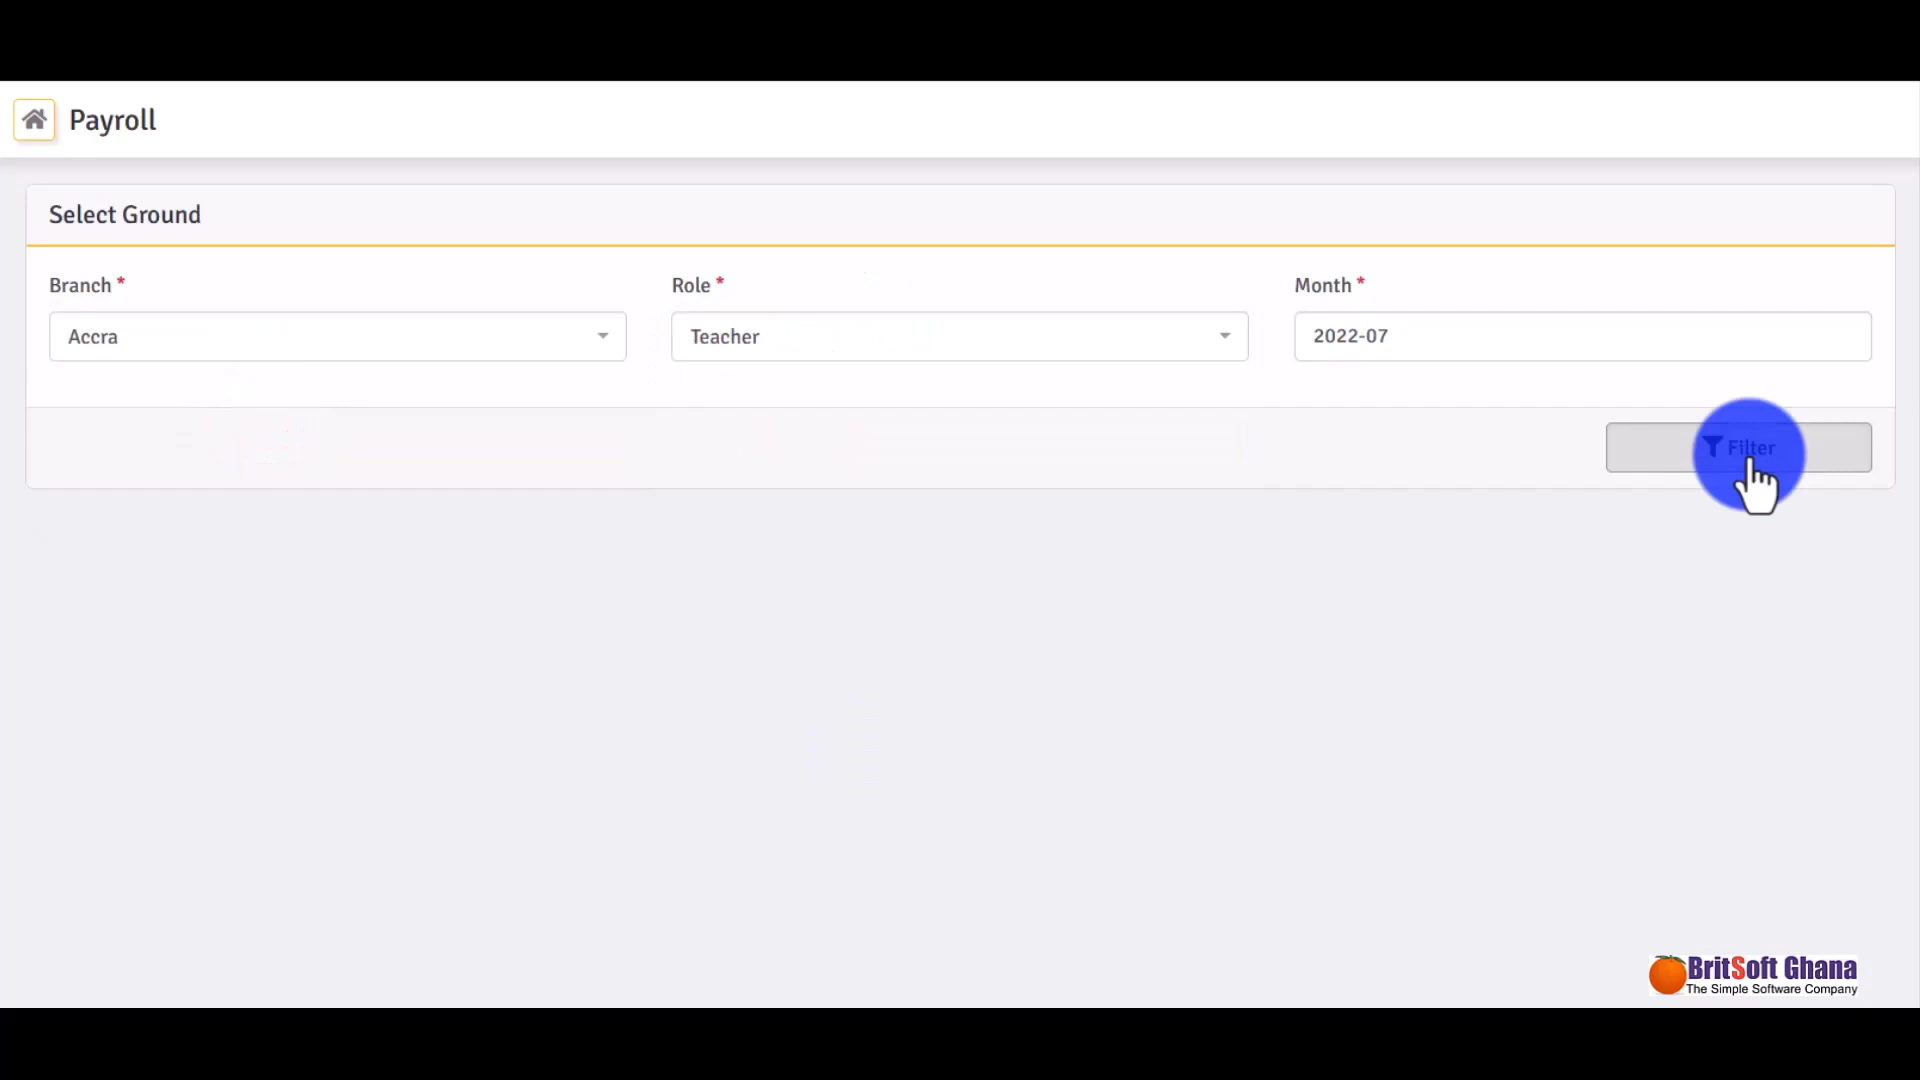 Payroll
Select Ground
Branch *
Role *
Month *
Accra
Teacher
2022-07
Filter
BritSoft Ghana
The Simple Software Company